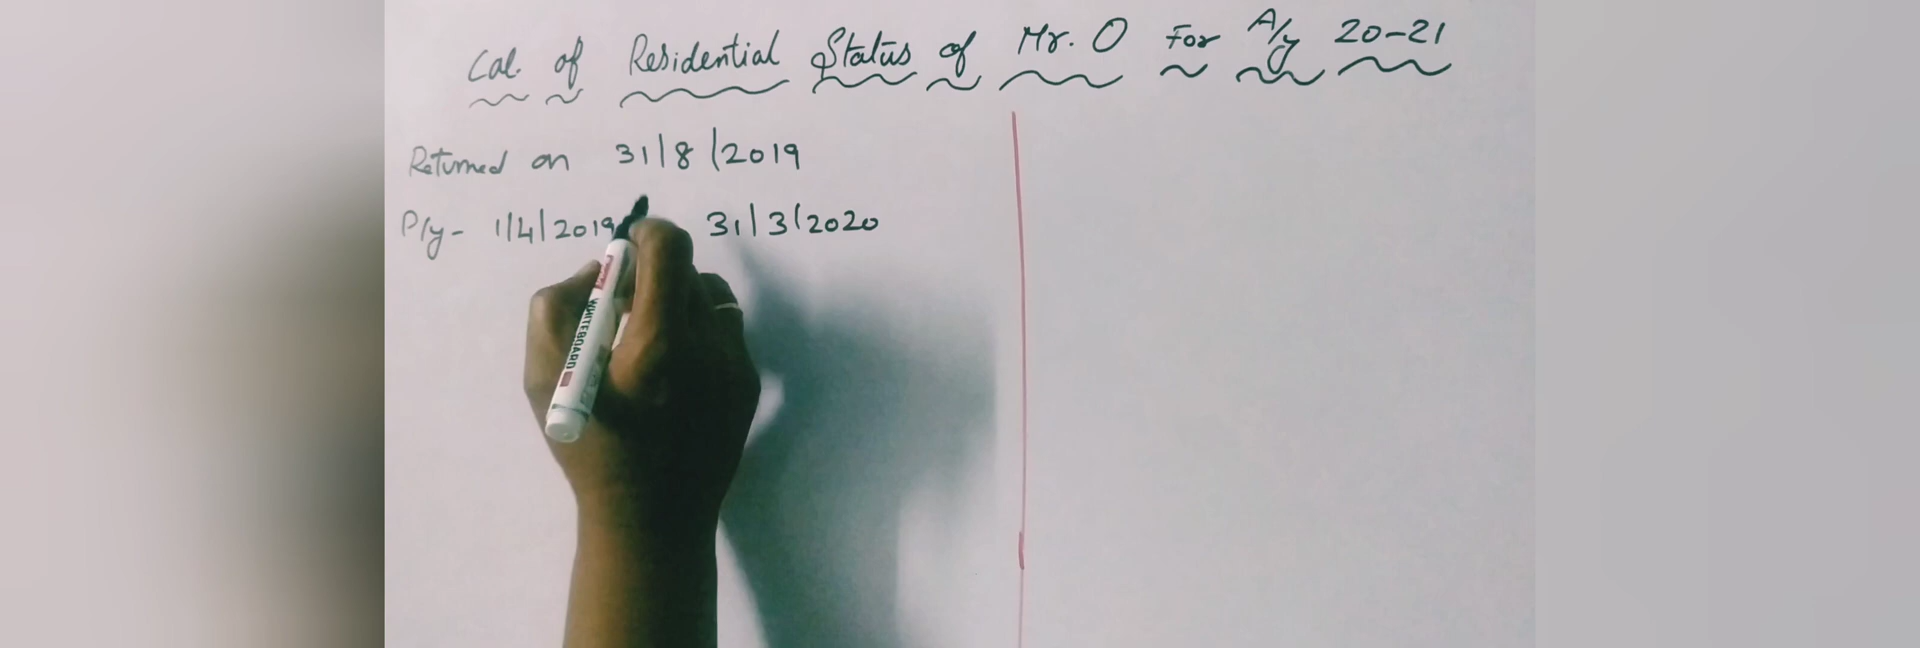 Cal. of Residential Status of Mr. O For A/y 20-21
Returned on 31/8/2019
P/y- 1/4/2019 31/3/2020
WHITEBOARD